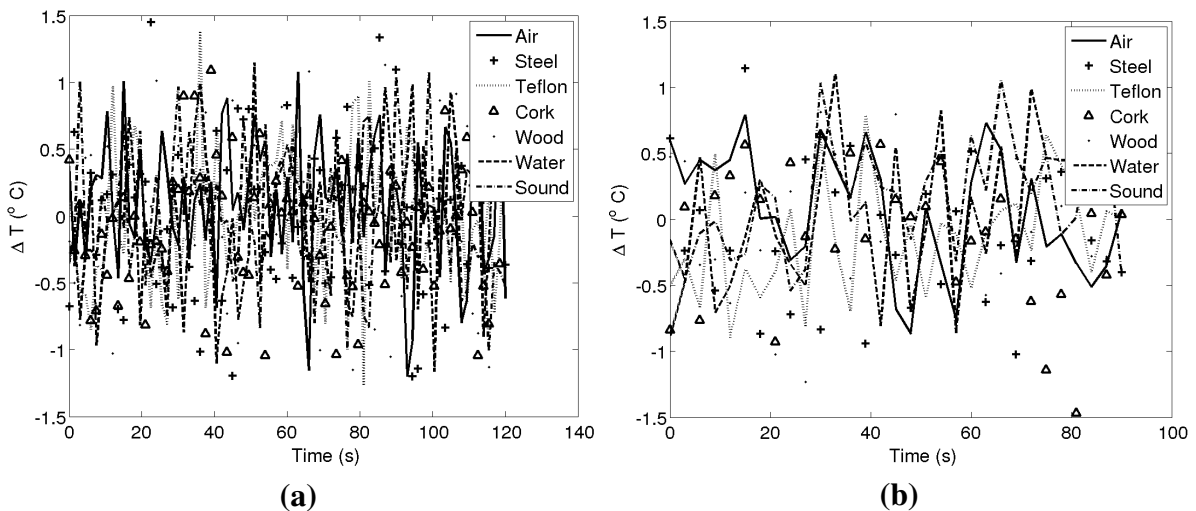 1.5
1
0.5
0
-0.5
-1
-1.5
Δ T (° C)
0 20 40 60 80 100 120 140
Time (s)
Air
Steel
Teflon
Cork
Wood
Water
Sound
(a)
1.5
1
0.5
0
-0.5
-1
-1.5
Δ T (° C)
0 20 40 60 80 100
Time (s)
Air
Steel
Teflon
Cork
Wood
Water
Sound
(b)